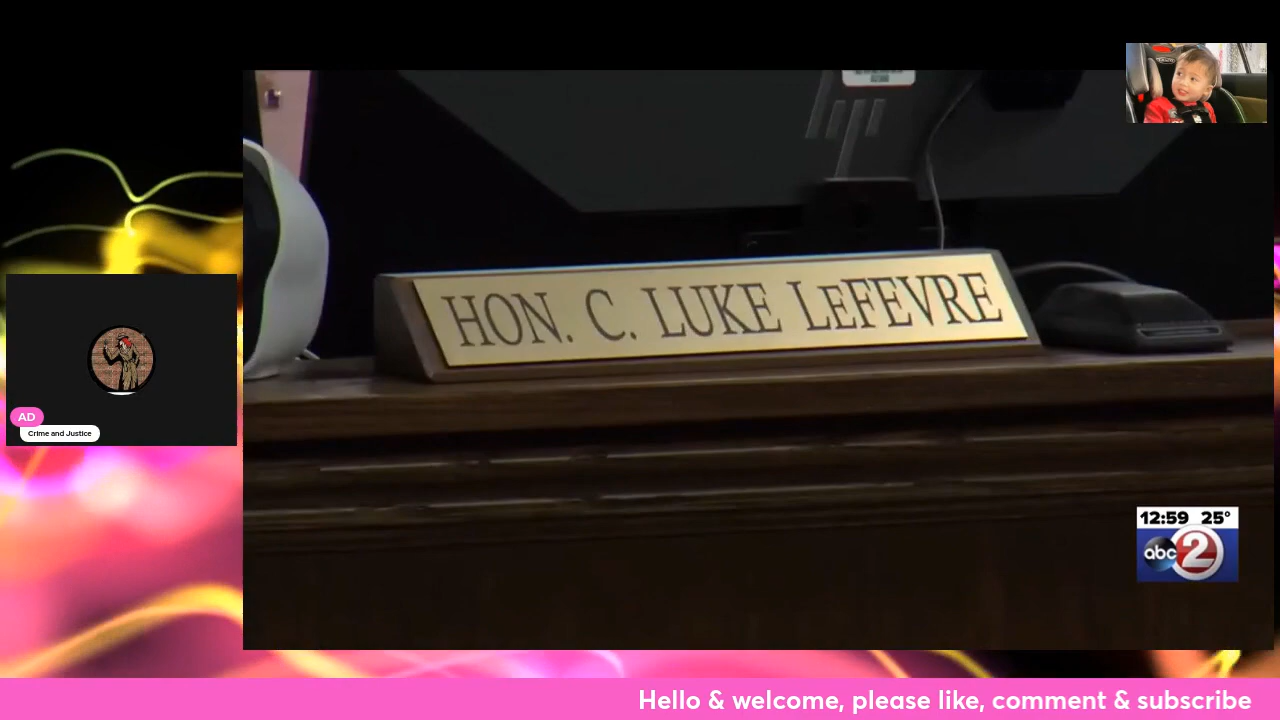 HON. C. LUKE LEFEVRE
AD
Crime and Justice
12:59 25°
abc 2
Hello & welcome, please like, comment & subscribe